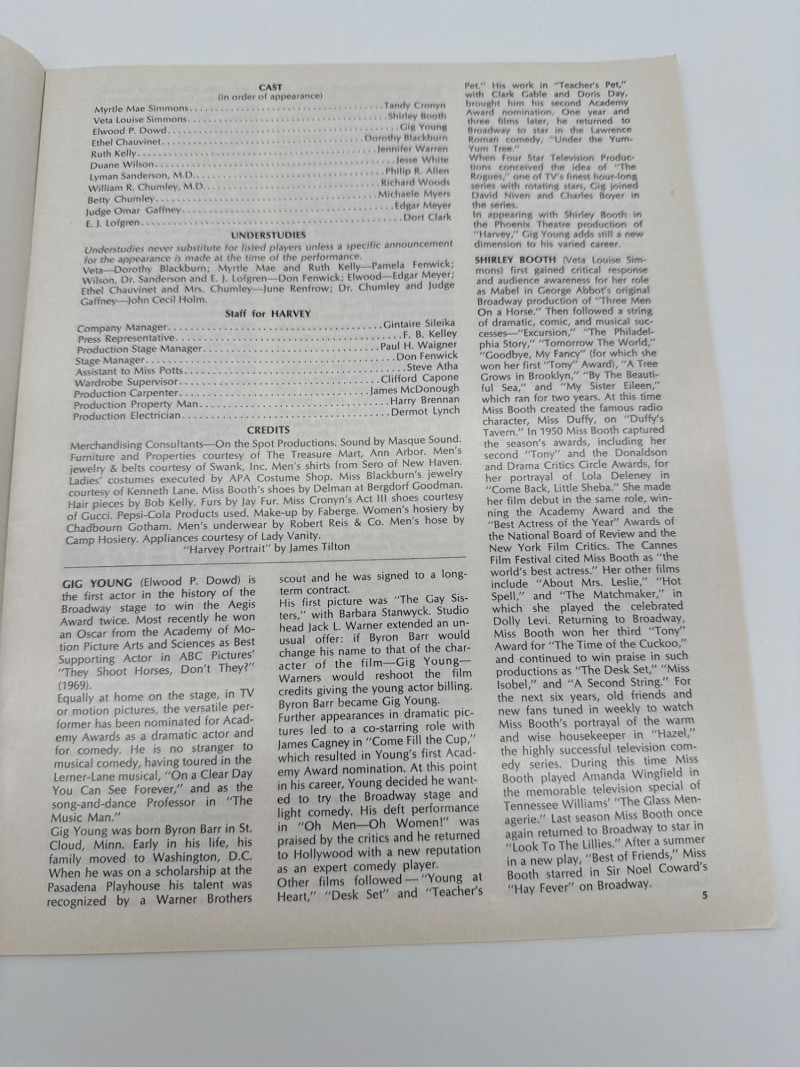 CAST
(in order of appearance)
Myrtle Mae Simmons........Tandy Cronyn
Veta Louise Simmons........Shirley Booth
Elwood P. Dowd........Gig Young
Ethel Chauvinet........Dorothy Blackburn
Ruth Kelly........Jennifer Warren
Duane Wilson........Jesse White
Lyman Sanderson, M.D........Philip R. Allen
William R. Chumley, M.D........Richard Woods
Betty Chumley........Michaele Myers
Judge Omar Gaffney........Edgar Meyer
E. J. Lofgren........Dort Clark
UNDERSTUDIES
Understudies never substitute for listed players unless a specific announcement
for the appearance is made at the time of the performance.
Veta—Dorothy Blackburn; Myrtle Mae and Ruth Kelly—Pamela Fenwick;
Wilson, Dr. Sanderson and E. J. Lofgren—Don Fenwick; Elwood—Edgar Meyer;
Ethel Chauvinet and Mrs. Chumley—June Renfrow; Dr. Chumley and Judge
Gaffney—John Cecil Holm.
Staff for HARVEY
Company Manager........Gintaire Sileika
Press Representative........F. B. Kelley
Production Stage Manager........Paul H. Waigner
Stage Manager........Don Fenwick
Assistant to Miss Potts........Steve Atha
Wardrobe Supervisor........Clifford Capone
Production Carpenter........James McDonough
Production Property Man........Harry Brennan
Production Electrician........Dermot Lynch
CREDITS
Merchandising Consultants—On the Spot Productions. Sound by Masque Sound.
Furniture and Properties courtesy of The Treasure Mart, Ann Arbor. Men's
jewelry & belts courtesy of Swank, Inc. Men's shirts from Sero of New Haven.
Ladies' costumes executed by APA Costume Shop. Miss Blackburn's jewelry
courtesy of Kenneth Lane. Miss Booth's shoes by Delman at Bergdorf Goodman.
Hair pieces by Bob Kelly. Furs by Jay Fur. Miss Cronyn's Act III shoes courtesy
of Gucci. Pepsi-Cola Products used. Make-up by Faberge. Women's hosiery by
Chadbourn Gotham. Men's underwear by Robert Reis & Co. Men's hose by
Camp Hosiery. Appliances courtesy of Lady Vanity.
"Harvey Portrait" by James Tilton
GIG YOUNG (Elwood P. Dowd) is
the first actor in the history of the
Broadway stage to win the Aegis
Award twice. Most recently he won
an Oscar from the Academy of Mo-
tion Picture Arts and Sciences as Best
Supporting Actor in ABC Pictures'
"They Shoot Horses, Don't They?"
(1969).
Equally at home on the stage, in TV
or motion pictures, the versatile per-
former has been nominated for Acad-
emy Awards as a dramatic actor and
for comedy. He is no stranger to
musical comedy, having toured in the
Lerner-Lane musical, "On a Clear Day
You Can See Forever," and as the
song-and-dance Professor in "The
Music Man."
Gig Young was born Byron Barr in St.
Cloud, Minn. Early in his life, his
family moved to Washington, D.C.
When he was on a scholarship at the
Pasadena Playhouse his talent was
recognized by a Warner Brothers
scout and he was signed to a long-
term contract.
His first picture was "The Gay Sis-
ters," with Barbara Stanwyck. Studio
head Jack L. Warner extended an un-
usual offer: if Byron Barr would
change his name to that of the char-
acter of the film—Gig Young—
Warners would reshoot the film
credits giving the young actor billing.
Byron Barr became Gig Young.
Further appearances in dramatic pic-
tures led to a co-starring role with
James Cagney in "Come Fill the Cup,"
which resulted in Young's first Acad-
emy Award nomination. At this point
in his career, Young decided he want-
ed to try the Broadway stage and
light comedy. His deft performance
in "Oh Men—Oh Women!" was
praised by the critics and he returned
to Hollywood with a new reputation
as an expert comedy player.
Other films followed—"Young at
Heart," "Desk Set" and "Teacher's
Pet." His work in "Teacher's Pet,"
with Clark Gable and Doris Day,
brought him his second Academy
Award nomination. One year and
three films later, he returned to
Broadway to star in the Lawrence
Roman comedy, "Under the Yum-
Yum Tree."
When Four Star Television Produc-
tions conceived the idea of "The
Rogues," one of TV's finest hour-long
series with rotating stars, Gig joined
David Niven and Charles Boyer in
the series.
In appearing with Shirley Booth in
the Phoenix Theatre production of
"Harvey," Gig Young adds still a new
dimension to his varied career.
SHIRLEY BOOTH (Veta Louise Sim-
mons) first gained critical response
and audience awareness for her role
as Mabel in George Abbot's original
Broadway production of "Three Men
On a Horse." Then followed a string
of dramatic, comic, and musical suc-
cesses—"Excursion," "The Philadel-
phia Story," "Tomorrow The World,"
"Goodbye, My Fancy" (for which she
won her first "Tony" Award), "A Tree
Grows in Brooklyn," "By The Beauti-
ful Sea," and "My Sister Eileen,"
which ran for two years. At this time
Miss Booth created the famous radio
character, Miss Duffy, on "Duffy's
Tavern." In 1950 Miss Booth captured
the season's awards, including her
second "Tony" and the Donaldson
and Drama Critics Circle Awards, for
her portrayal of Lola Deleney in
"Come Back, Little Sheba." She made
her film debut in the same role, win-
ning the Academy Award and the
"Best Actress of the Year" Awards of
the National Board of Review and the
New York Film Critics. The Cannes
Film Festival cited Miss Booth as "the
world's best actress." Her other films
include "About Mrs. Leslie," "Hot
Spell," and "The Matchmaker," in
which she played the celebrated
Dolly Levi. Returning to Broadway,
Miss Booth won her third "Tony"
Award for "The Time of the Cuckoo,"
and continued to win praise in such
productions as "The Desk Set," "Miss
Isobel," and "A Second String." For
the next six years, old friends and
new fans tuned in weekly to watch
Miss Booth's portrayal of the warm
and wise housekeeper in "Hazel,"
the highly successful television com-
edy series. During this time Miss
Booth played Amanda Wingfield in
the memorable television special of
Tennessee Williams' "The Glass Men-
agerie." Last season Miss Booth once
again returned to Broadway to star in
"Look To The Lillies." After a summer
in a new play, "Best of Friends," Miss
Booth starred in Sir Noel Coward's
"Hay Fever" on Broadway.
5